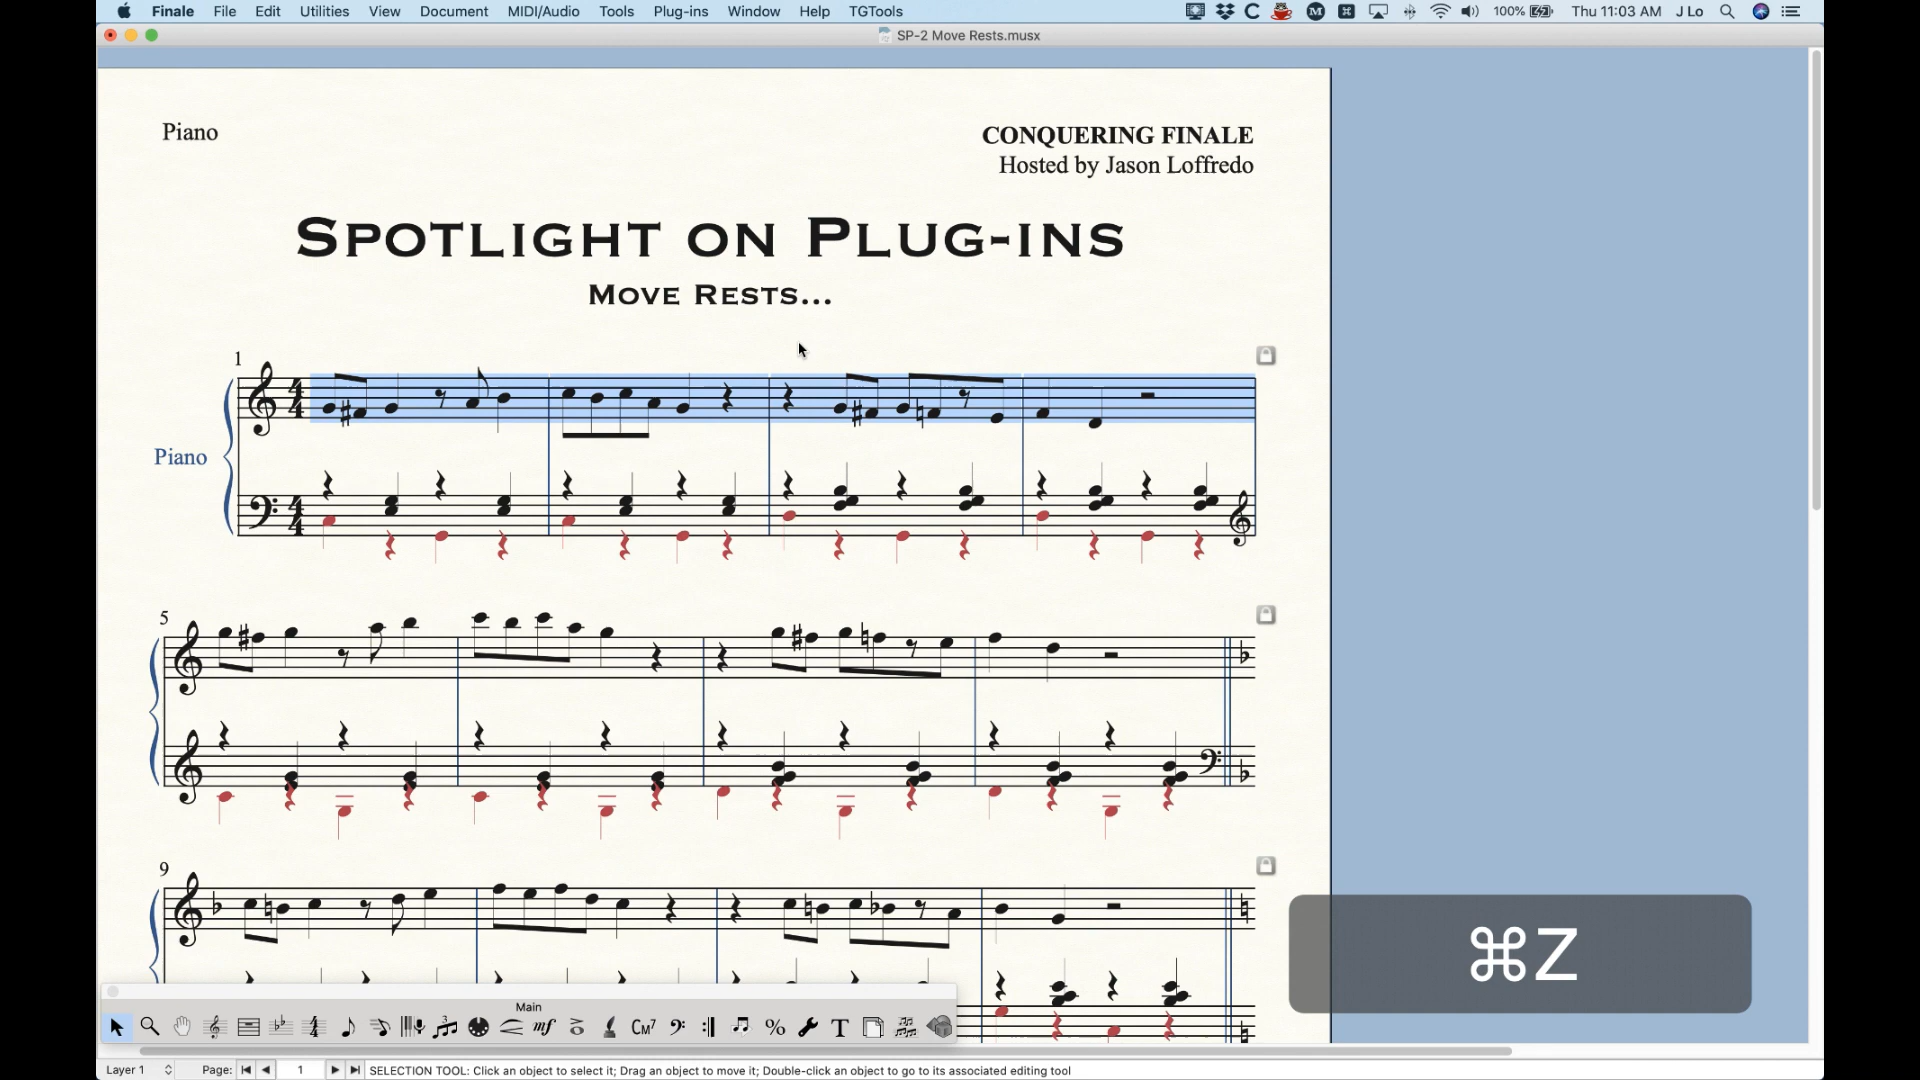 Finale File Edit Utilities View Document MIDI/Audio Tools Plug-ins Window Help TGTools 100% Thu 11:03 AM J Lo
SP-2 Move Rests.musx
Piano
CONQUERING FINALE
Hosted by Jason Loffredo
SPOTLIGHT ON PLUG-INS
MOVE RESTS...
1
Piano
5
9
⌘Z
Main
mf CM7 % T
Layer 1 Page: 1 SELECTION TOOL: Click an object to select it; Drag an object to move it; Double-click an object to go to its associated editing tool